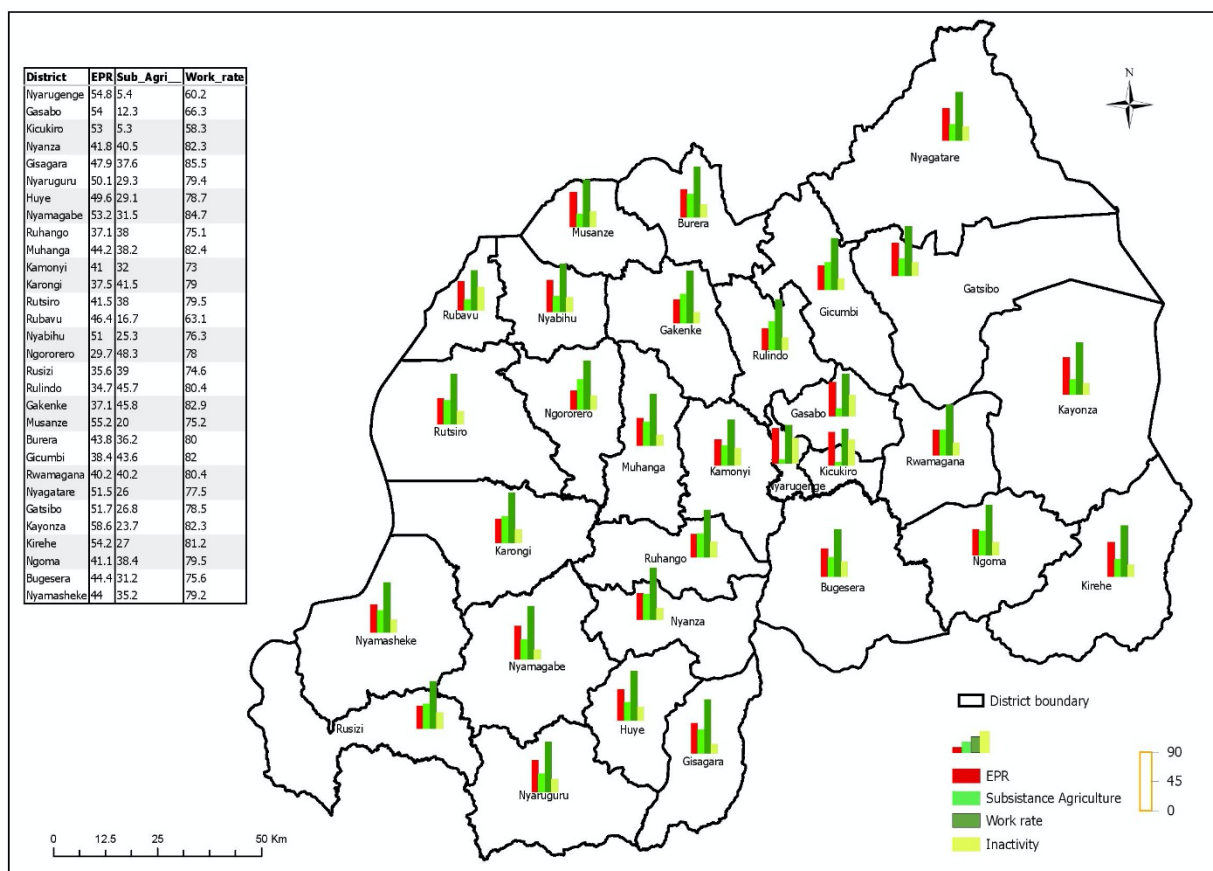 District EPR Sub_Agri__ Work_rate
Nyarugenge 54.8 5.4 60.2
Gasabo 54 12.3 66.3
Kicukiro 53 5.3 58.3
Nyanza 41.8 40.5 82.3
Gisagara 47.9 37.6 85.5
Nyaruguru 50.1 29.3 79.4
Huye 49.6 29.1 78.7
Nyamagabe 53.2 31.5 84.7
Ruhango 37.1 38 75.1
Muhanga 44.2 38.2 82.4
Kamonyi 41 32 73
Karongi 37.5 41.5 79
Rutsiro 41.5 38 79.5
Rubavu 46.4 16.7 63.1
Nyabihu 51 25.3 76.3
Ngororero 29.7 48.3 78
Rusizi 35.6 39 74.6
Rulindo 34.7 45.7 80.4
Gakenke 37.1 45.8 82.9
Musanze 55.2 20 75.2
Burera 43.8 36.2 80
Gicumbi 38.4 43.6 82
Rwamagana 40.2 40.2 80.4
Nyagatare 51.5 26 77.5
Gatsibo 51.7 26.8 78.5
Kayonza 58.6 23.7 82.3
Kirehe 54.2 27 81.2
Ngoma 41.1 38.4 79.5
Bugesera 44.4 31.2 75.6
Nyamasheke 44 35.2 79.2
N
Nyagatare
Burera
Musanze
Gatsibo
Rubavu
Nyabihu
Gicumbi
Gakenke
Rulindo
Kayonza
Gasabo
Ngororero
Rutsiro
Rwamagana
Muhanga
Kamonyi
Kicukiro
Nyarugenge
Karongi
Ruhango
Ngoma
Kirehe
Bugesera
Nyanza
Nyamasheke
Nyamagabe
Rusizi
Huye
Gisagara
Nyaruguru
District boundary
EPR
Subsistance Agriculture
Work rate
Inactivity
90
45
0
0 12.5 25 50 Km